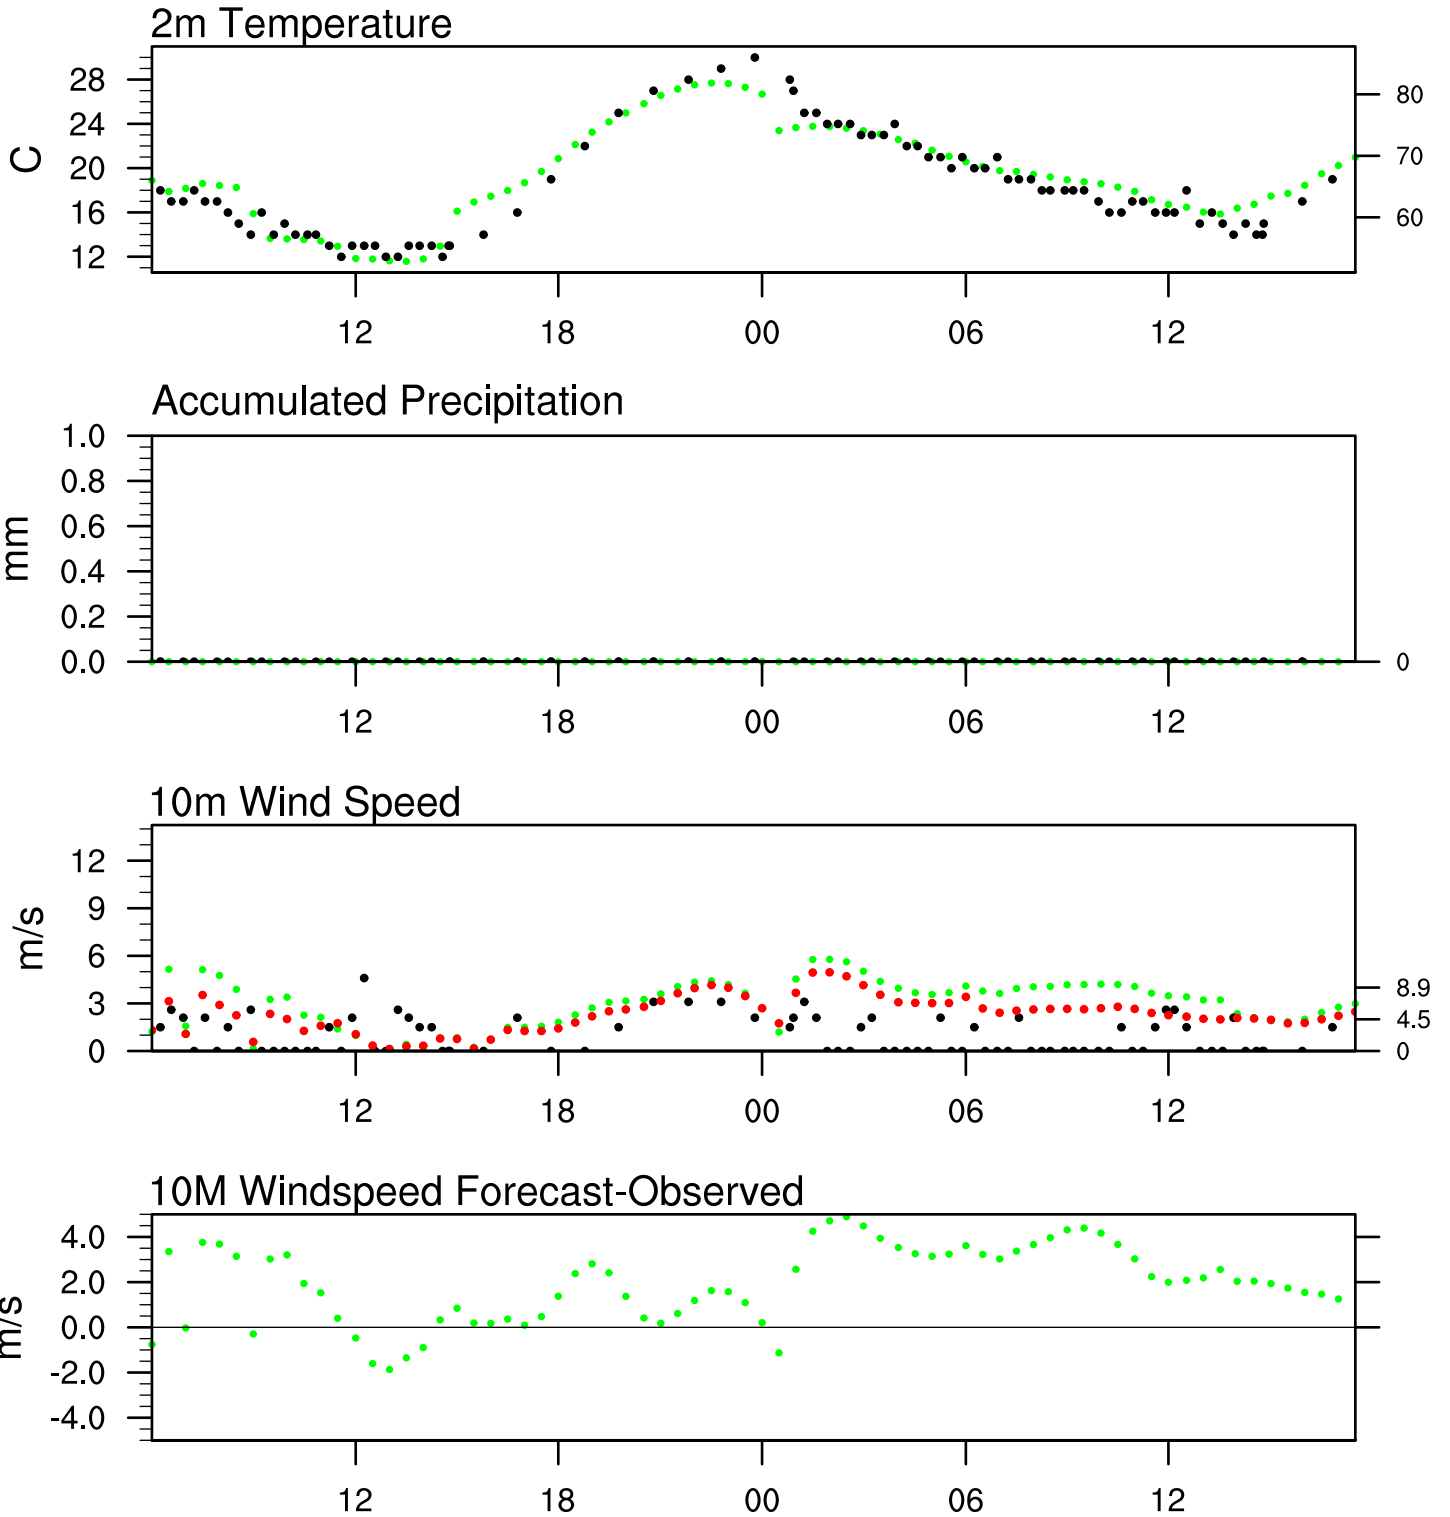 2m Temperature
C
28
24
20
16
12
80
70
60
12 18 00 06 12
Accumulated Precipitation
mm
1.0
0.8
0.6
0.4
0.2
0.0
0
12 18 00 06 12
10m Wind Speed
m/s
12
9
6
3
0
8.9
4.5
0
12 18 00 06 12
10M Windspeed Forecast-Observed
m/s
4.0
2.0
0.0
-2.0
-4.0
12 18 00 06 12